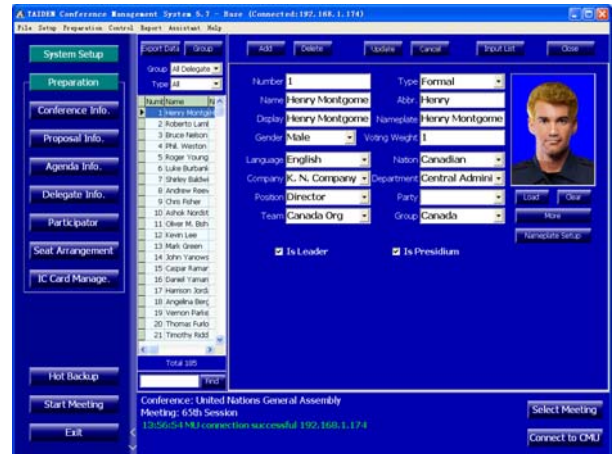 TAIDEN Conference Management System 5.7 - Base (Connected:192.168.1.174)
File Setup Preparation Control Report Assistant Help
System Setup
Preparation
Conference Info.
Proposal Info.
Agenda Info.
Delegate Info.
Participator
Seat Arrangement
IC Card Manage.
Hot Backup
Start Meeting
Exit
Export Data Group
Group All Delegate
Type All
Numb Name N
1 Henry Montg
2 Roberto Lam
3 Bruce Nelson
4 Phil. Weston
5 Roger Young
6 Luke Burbank
7 Shirley Baldwi
8 Andrew Reev
9 Chris Fisher
10 Ashok Nordst
11 Oliver M. Bish
12 Kevin Lee
13 Mark Green
14 John Yanows
15 Caspar Ramar
16 Daniel Yaman
17 Harrison Jord
18 Angelina Berg
19 Vernon Parke
20 Thomas Furlo
21 Timothy Ridd
Total 185
Find
Add Delete Update Cancel Input List Close
Number 1 Type Formal
Name Henry Montgome Abbr. Henry
Display Henry Montgome Nameplate Henry Montgome
Gender Male Voting Weight 1
Language English Nation Canadian
Company K. N. Company Department Central Admini
Position Director Party
Team Canada Org Group Canada
Is Leader Is Presidium
Load Clear
More
Nameplate Setup
Conference: United Nations General Assembly
Meeting: 65th Session
13:56:54 MU connection successful 192.168.1.174
Select Meeting
Connect to CMU